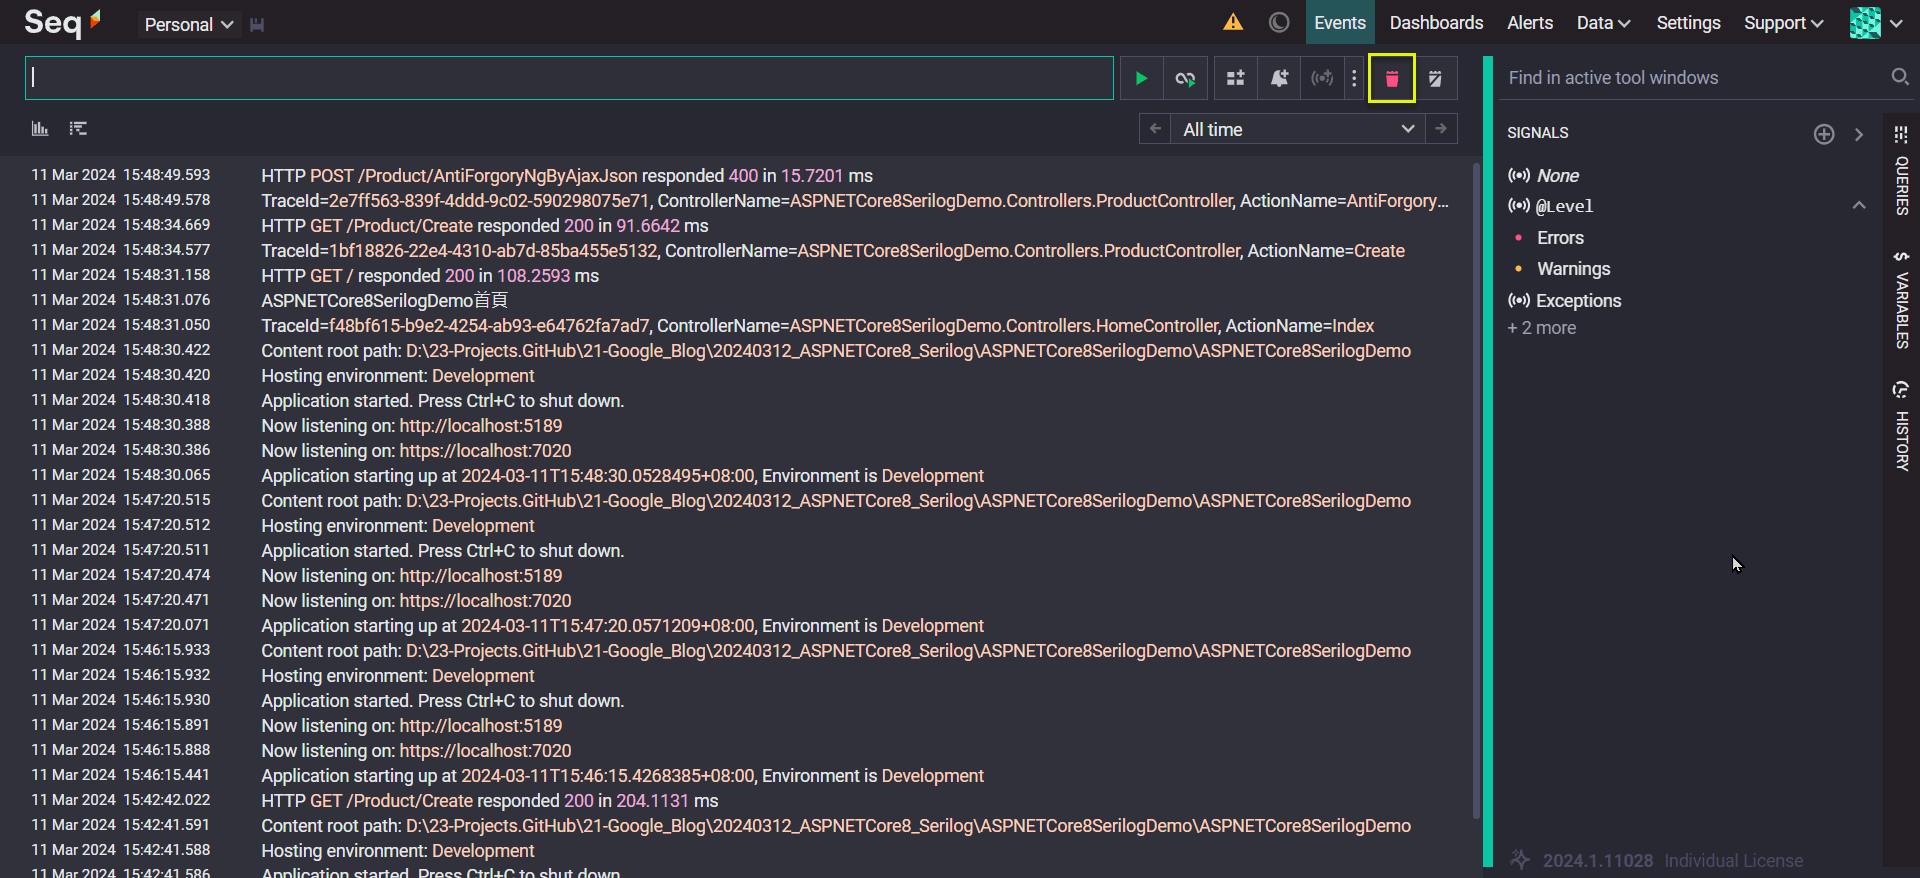 Seq
Personal
Events
Dashboards
Alerts
Data
Settings
Support
Find in active tool windows
All time
SIGNALS
None
@Level
Errors
Warnings
Exceptions
+ 2 more
QUERIES
$ VARIABLES
HISTORY
11 Mar 2024 15:48:49.593 HTTP POST /Product/AntiForgoryNgByAjaxJson responded 400 in 15.7201 ms
11 Mar 2024 15:48:49.578 TraceId=2e7ff563-839f-4ddd-9c02-590298075e71, ControllerName=ASPNETCore8SerilogDemo.Controllers.ProductController, ActionName=AntiForgory...
11 Mar 2024 15:48:34.669 HTTP GET /Product/Create responded 200 in 91.6642 ms
11 Mar 2024 15:48:34.577 TraceId=1bf18826-22e4-4310-ab7d-85ba455e5132, ControllerName=ASPNETCore8SerilogDemo.Controllers.ProductController, ActionName=Create
11 Mar 2024 15:48:31.158 HTTP GET / responded 200 in 108.2593 ms
11 Mar 2024 15:48:31.076 ASPNETCore8SerilogDemo首頁
11 Mar 2024 15:48:31.050 TraceId=f48bf615-b9e2-4254-ab93-e64762fa7ad7, ControllerName=ASPNETCore8SerilogDemo.Controllers.HomeController, ActionName=Index
11 Mar 2024 15:48:30.422 Content root path: D:\23-Projects.GitHub\21-Google_Blog\20240312_ASPNETCore8_Serilog\ASPNETCore8SerilogDemo\ASPNETCore8SerilogDemo
11 Mar 2024 15:48:30.420 Hosting environment: Development
11 Mar 2024 15:48:30.418 Application started. Press Ctrl+C to shut down.
11 Mar 2024 15:48:30.388 Now listening on: http://localhost:5189
11 Mar 2024 15:48:30.386 Now listening on: https://localhost:7020
11 Mar 2024 15:48:30.065 Application starting up at 2024-03-11T15:48:30.0528495+08:00, Environment is Development
11 Mar 2024 15:47:20.515 Content root path: D:\23-Projects.GitHub\21-Google_Blog\20240312_ASPNETCore8_Serilog\ASPNETCore8SerilogDemo\ASPNETCore8SerilogDemo
11 Mar 2024 15:47:20.512 Hosting environment: Development
11 Mar 2024 15:47:20.511 Application started. Press Ctrl+C to shut down.
11 Mar 2024 15:47:20.474 Now listening on: http://localhost:5189
11 Mar 2024 15:47:20.471 Now listening on: https://localhost:7020
11 Mar 2024 15:47:20.071 Application starting up at 2024-03-11T15:47:20.0571209+08:00, Environment is Development
11 Mar 2024 15:46:15.933 Content root path: D:\23-Projects.GitHub\21-Google_Blog\20240312_ASPNETCore8_Serilog\ASPNETCore8SerilogDemo\ASPNETCore8SerilogDemo
11 Mar 2024 15:46:15.932 Hosting environment: Development
11 Mar 2024 15:46:15.930 Application started. Press Ctrl+C to shut down.
11 Mar 2024 15:46:15.891 Now listening on: http://localhost:5189
11 Mar 2024 15:46:15.888 Now listening on: https://localhost:7020
11 Mar 2024 15:46:15.441 Application starting up at 2024-03-11T15:46:15.4268385+08:00, Environment is Development
11 Mar 2024 15:42:42.022 HTTP GET /Product/Create responded 200 in 204.1131 ms
11 Mar 2024 15:42:41.591 Content root path: D:\23-Projects.GitHub\21-Google_Blog\20240312_ASPNETCore8_Serilog\ASPNETCore8SerilogDemo\ASPNETCore8SerilogDemo
11 Mar 2024 15:42:41.588 Hosting environment: Development
11 Mar 2024 15:42:41.586 Application started. Press Ctrl+C to shut down.
2024.1.11028 Individual License